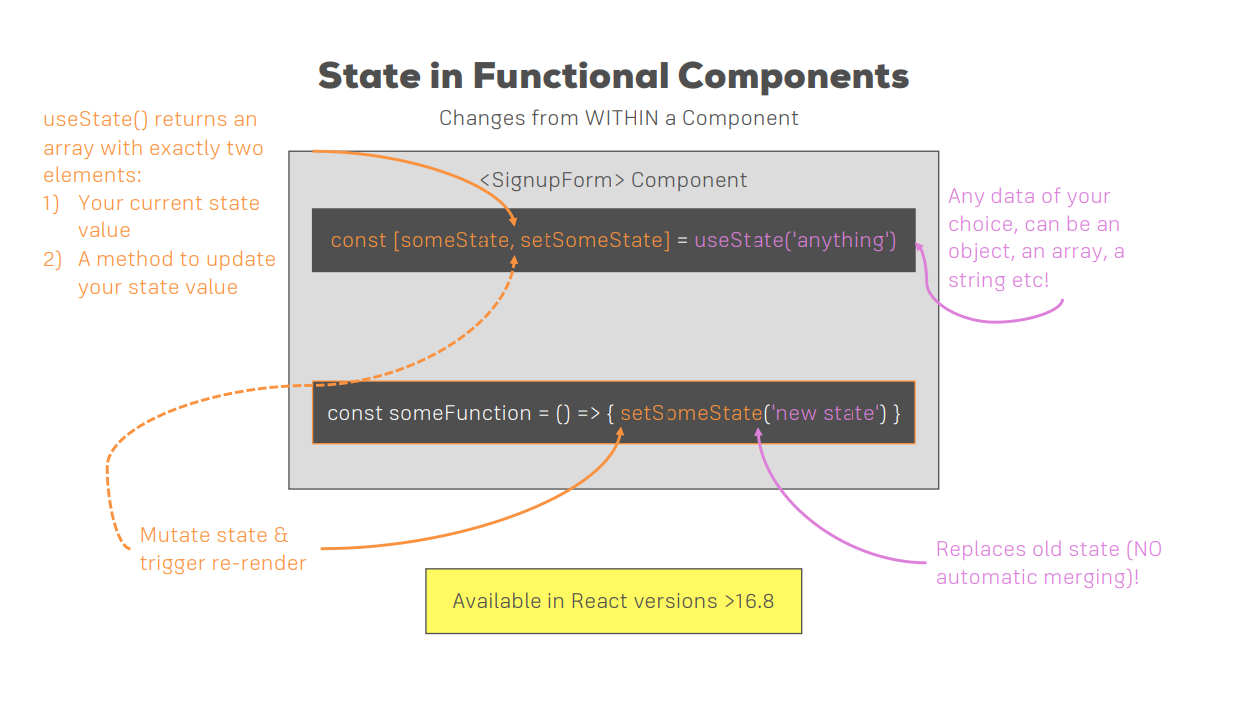 State in Functional Components
Changes from WITHIN a Component
useState() returns an
array with exactly two
elements:
1) Your current state
value
2) A method to update
your state value
<SignupForm> Component
const [someState, setSomeState] = useState('anything')
Any data of your
choice, can be an
object, an array, a
string etc!
const someFunction = () => { setSomeState('new state') }
Mutate state &
trigger re-render
Replaces old state (NO
automatic merging)!
Available in React versions >16.8